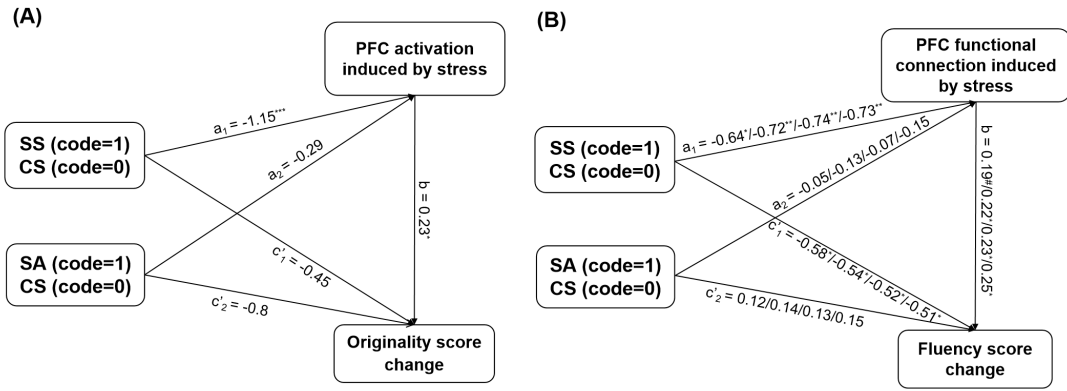 (A)
PFC activation
induced by stress
a₁ = -1.15***
SS (code=1)
CS (code=0)
a₂ = -0.29
b = 0.23*
SA (code=1)
CS (code=0)
c'₁ = -0.45
c'₂ = -0.8
Originality score
change
(B)
PFC functional
connection induced
by stress
a₁ = -0.64*/-0.72**/-0.74**/-0.73**
SS (code=1)
CS (code=0)
a₂ = -0.05/-0.13/-0.07/-0.15
b = 0.19#/0.22*/0.23*/0.25*
SA (code=1)
CS (code=0)
c'₁ = -0.58*/-0.54*/-0.52*/-0.51*
c'₂ = 0.12/0.14/0.13/0.15
Fluency score
change